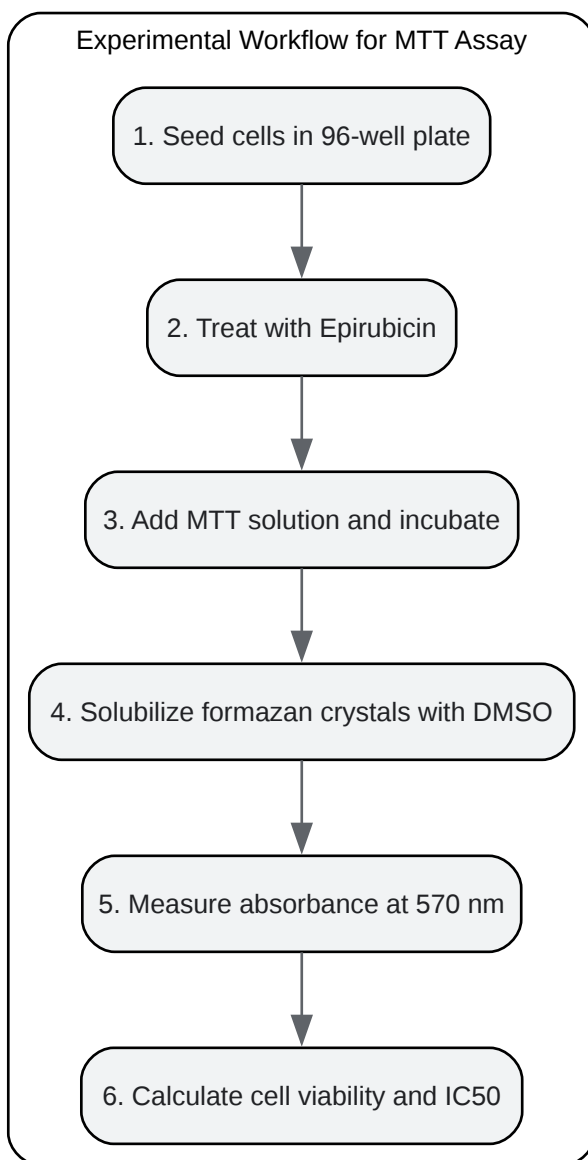 Experimental Workflow for MTT Assay
1. Seed cells in 96-well plate
2. Treat with Epirubicin
3. Add MTT solution and incubate
4. Solubilize formazan crystals with DMSO
5. Measure absorbance at 570 nm
6. Calculate cell viability and IC50